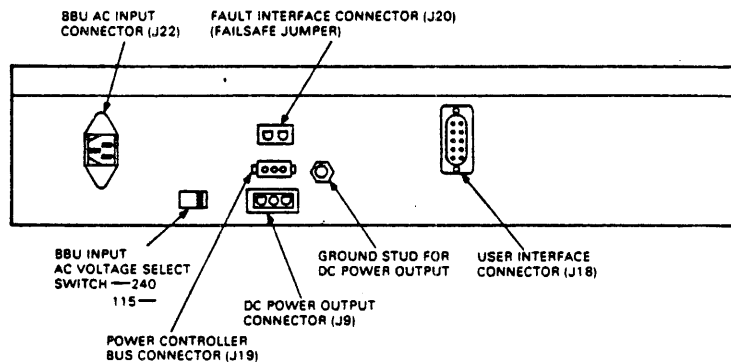 BBU AC INPUT
CONNECTOR (J22)
FAULT INTERFACE CONNECTOR (J20)
(FAILSAFE JUMPER)
BBU INPUT
AC VOLTAGE SELECT
SWITCH — 240
115 —
GROUND STUD FOR
DC POWER OUTPUT
USER INTERFACE
CONNECTOR (J18)
DC POWER OUTPUT
CONNECTOR (J9)
POWER CONTROLLER
BUS CONNECTOR (J19)